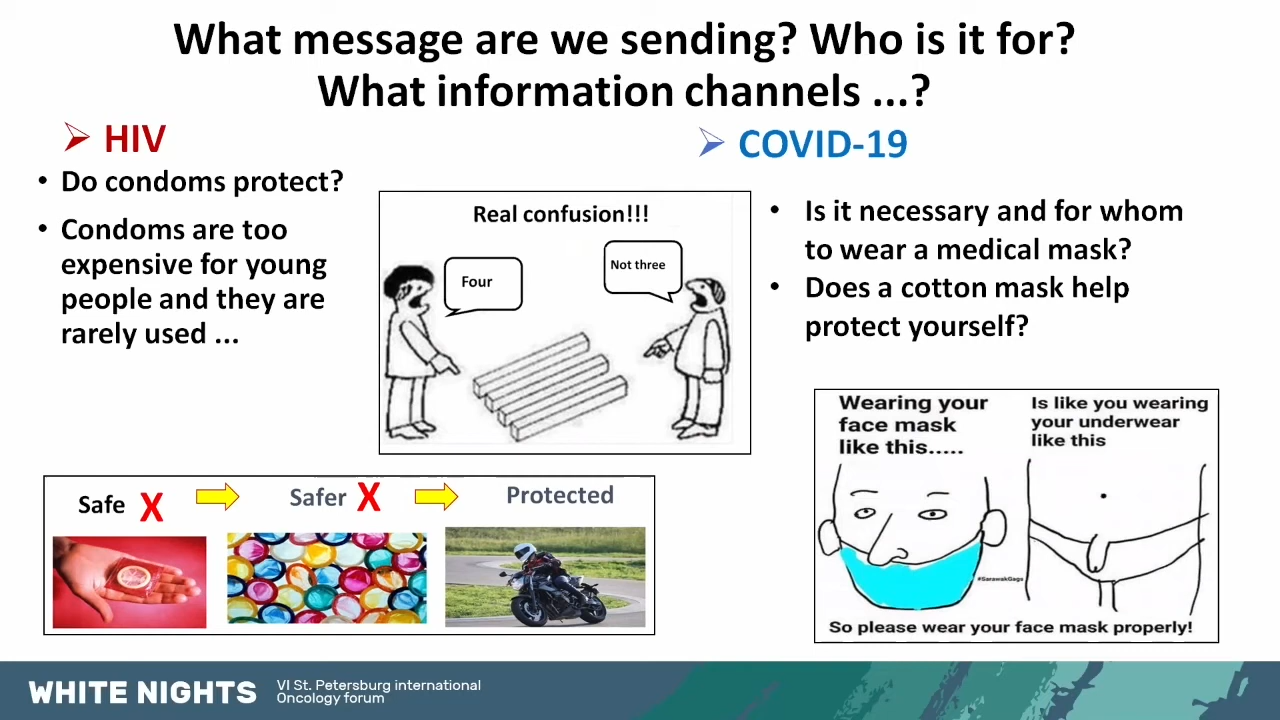 What message are we sending? Who is it for?
What information channels ...?
➢ HIV
• Do condoms protect?
• Condoms are too
expensive for young
people and they are
rarely used ...
Real confusion!!!
Four
Not three
➢ COVID-19
• Is it necessary and for whom
to wear a medical mask?
• Does a cotton mask help
protect yourself?
Safe X
Safer X
Protected
Wearing your
face mask
like this.....
Is like you wearing
your underwear
like this
#SarawakGags
So please wear your face mask properly!
WHITE NIGHTS
VI St. Petersburg international
Oncology forum